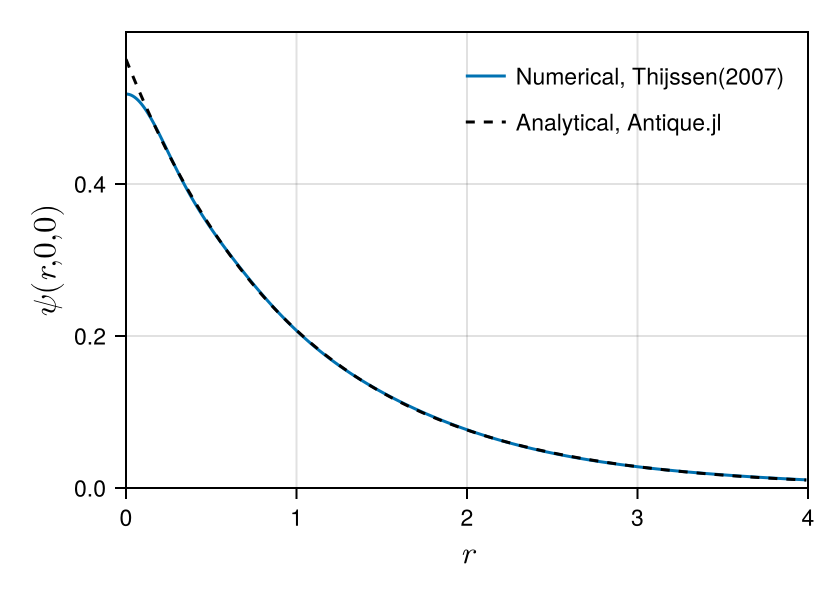 Numerical, Thijssen(2007)
Analytical, Antique.jl
0.4
0.2
0.0
ψ(r,0,0)
0 1 2 3 4
r